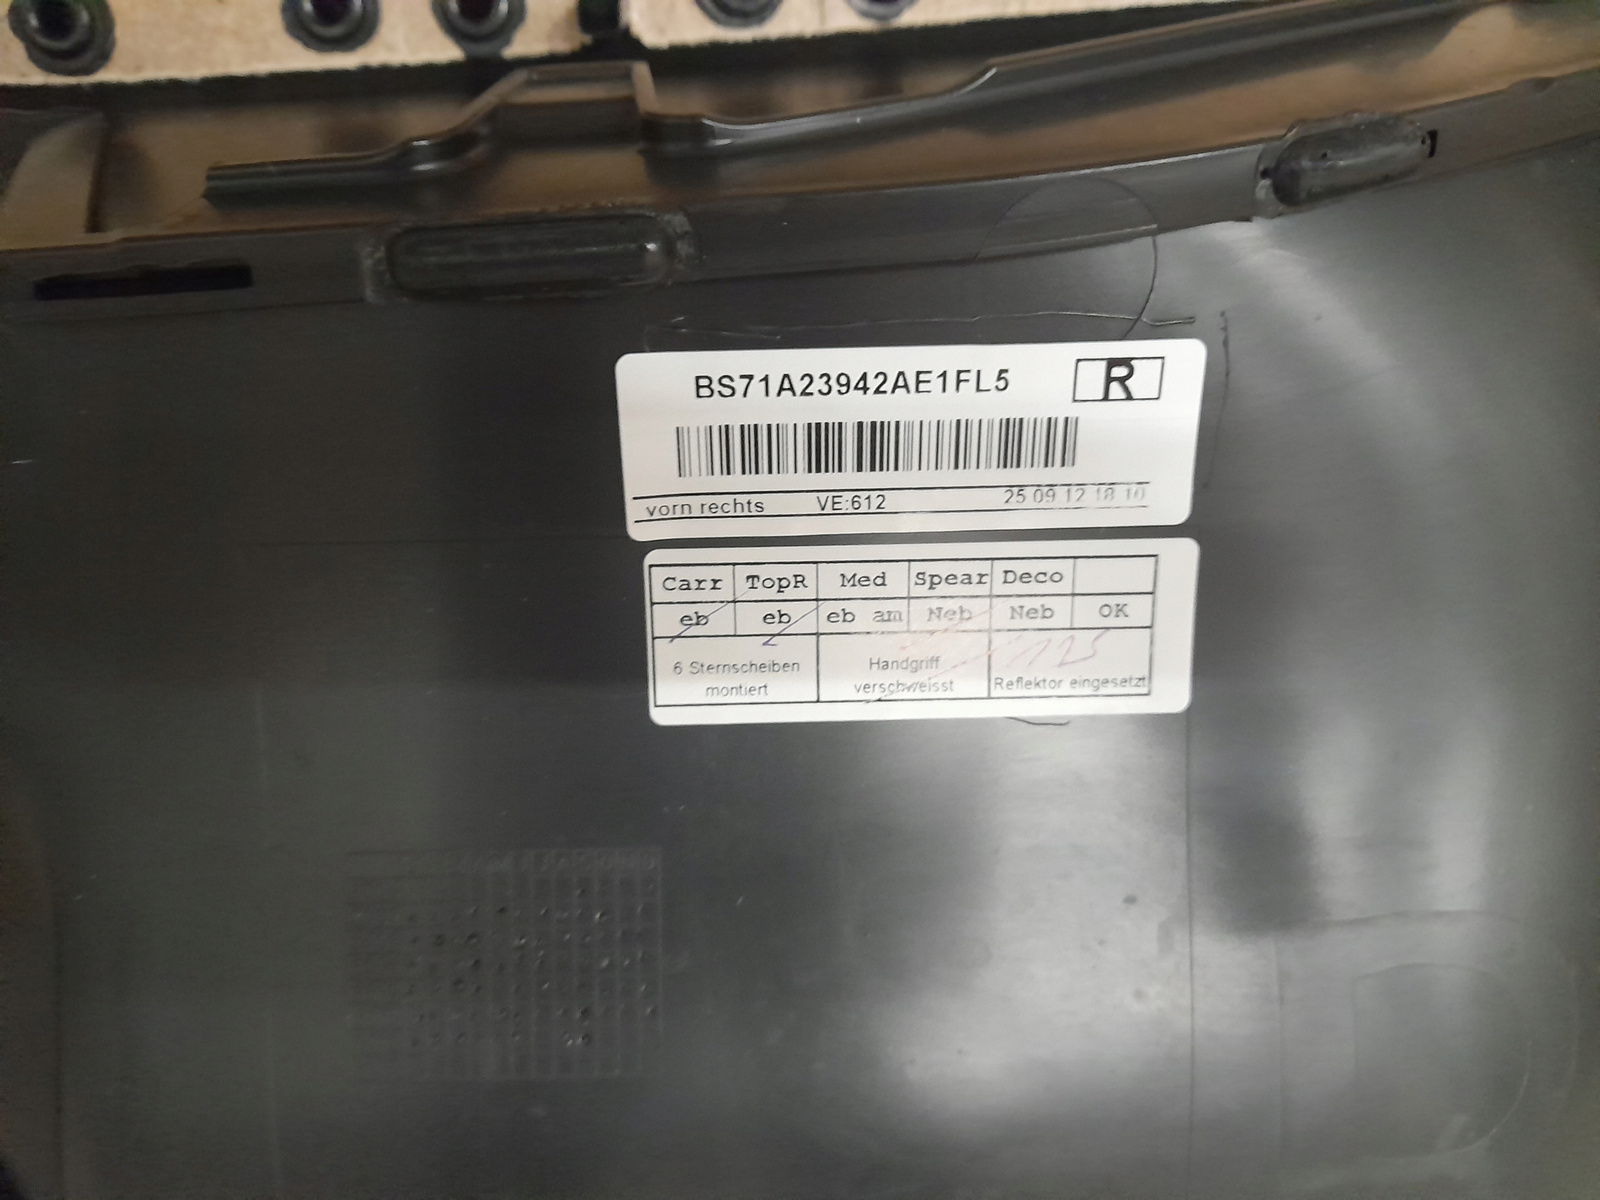 BS71A23942AE1FL5 R
vorn rechts VE:612 25 09 12 18 10
Carr TopR Med Spear Deco
eb eb eb am Neb Neb OK
6 Sternscheiben montiert
Handgriff verschweisst
125
Reflektor eingesetzt